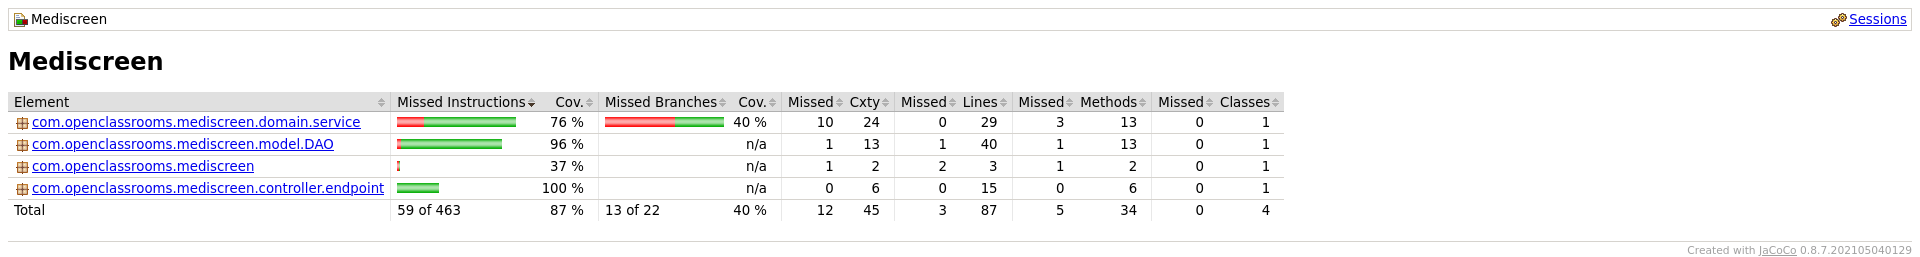 Mediscreen Sessions
Mediscreen
Element Missed Instructions Cov. Missed Branches Cov. Missed Cxty Missed Lines Missed Methods Missed Classes
com.openclassrooms.mediscreen.domain.service 76 % 40 % 10 24 0 29 3 13 0 1
com.openclassrooms.mediscreen.model.DAO 96 % n/a 1 13 1 40 1 13 0 1
com.openclassrooms.mediscreen 37 % n/a 1 2 2 3 1 2 0 1
com.openclassrooms.mediscreen.controller.endpoint 100 % n/a 0 6 0 15 0 6 0 1
Total 59 of 463 87 % 13 of 22 40 % 12 45 3 87 5 34 0 4
Created with JaCoCo 0.8.7.202105040129